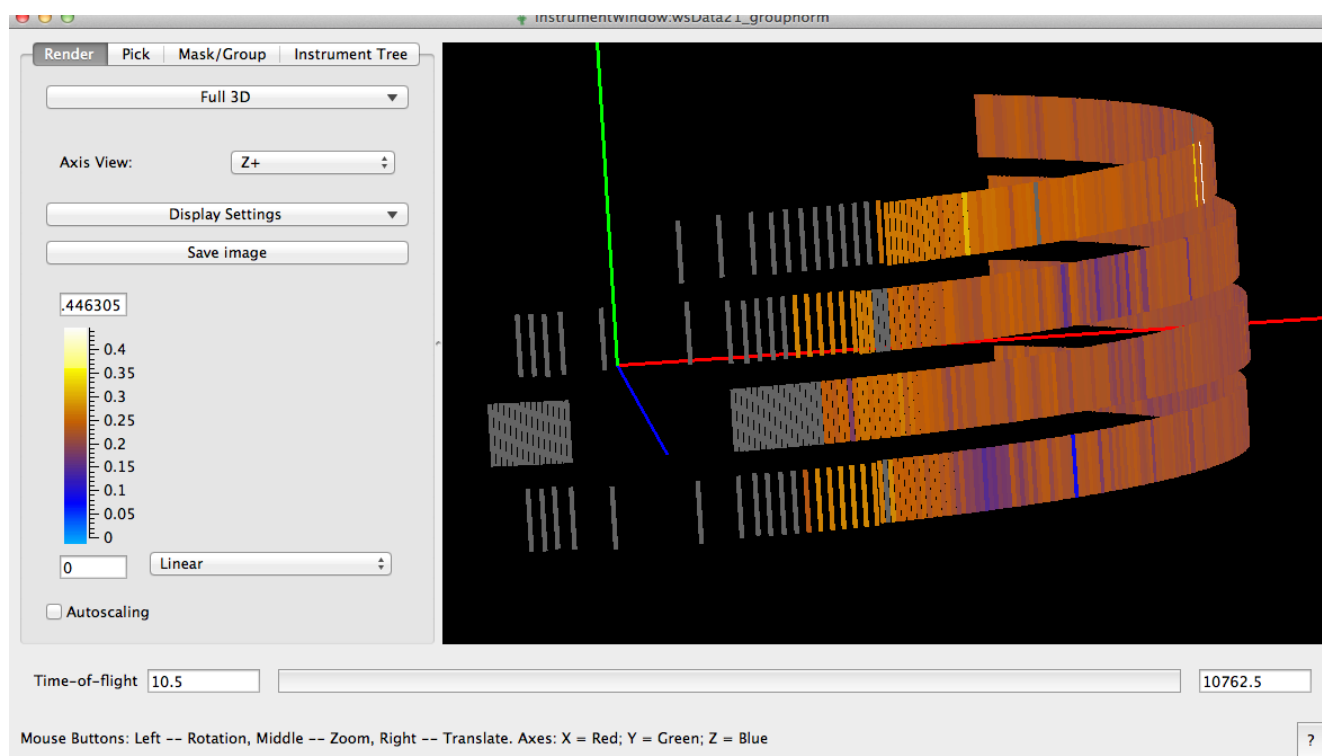 InstrumentWindow:wsData21_groupnorm
Render Pick Mask/Group Instrument Tree
Full 3D
Axis View: Z+
Display Settings
Save image
.446305
0.4
0.35
0.3
0.25
0.2
0.15
0.1
0.05
0
0 Linear
Autoscaling
Time-of-flight 10.5 10762.5
Mouse Buttons: Left -- Rotation, Middle -- Zoom, Right -- Translate. Axes: X = Red; Y = Green; Z = Blue ?